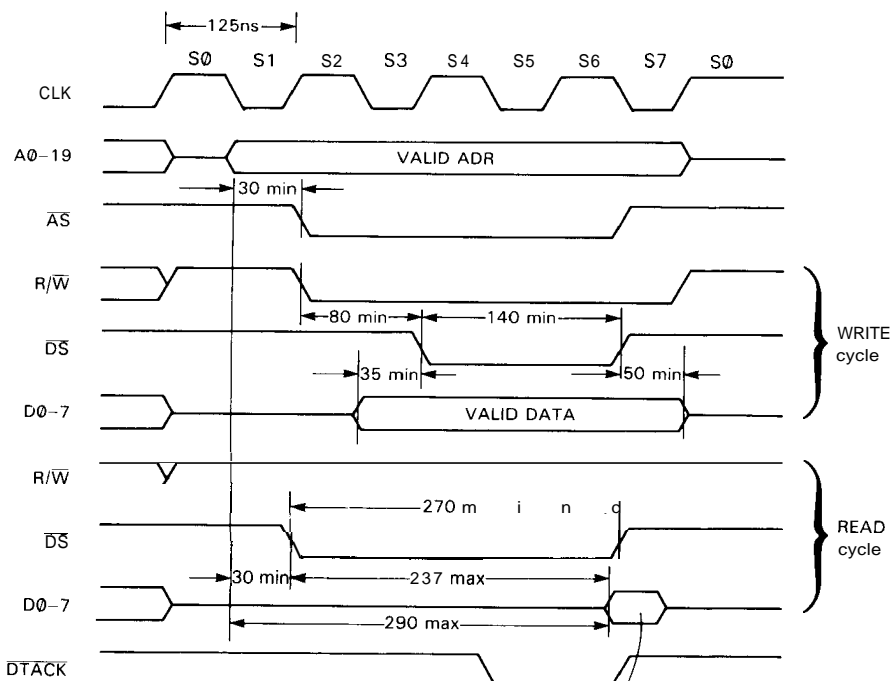 125ns
SØ S1 S2 S3 S4 S5 S6 S7 SØ
CLK
AØ-19
VALID ADR
30 min
AS
R/W
80 min 140 min
WRITE
cycle
DS
35 min 50 min
DØ-7
VALID DATA
R/W
270 m i n
READ
cycle
DS
30 min 237 max
DØ-7
290 max
DTACK